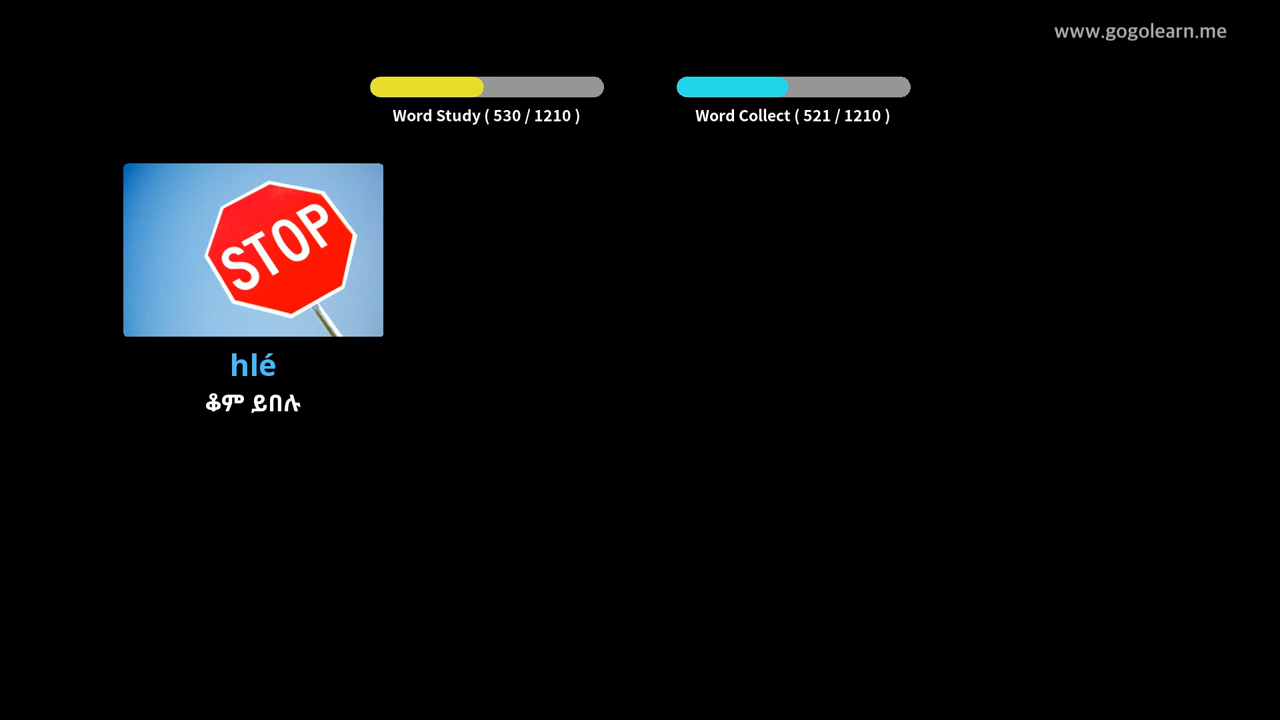 www.gogolearn.me
Word Study ( 530 / 1210 )
Word Collect ( 521 / 1210 )
STOP
hlé
ቆም ይበሉ